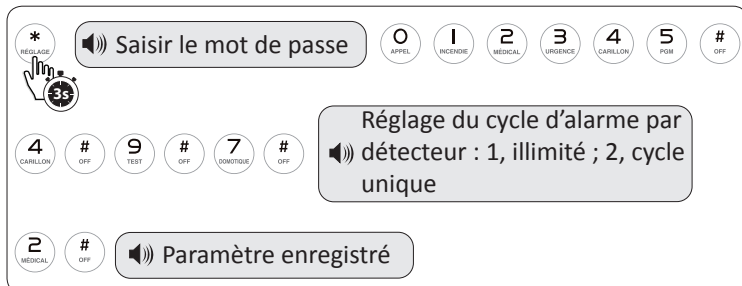 * RÉGLAGE Saisir le mot de passe 0 APPEL 1 INCENDIE 2 MÉDICAL 3 URGENCE 4 CARILLON 5 PGM # OFF
3s
4 CARILLON # OFF 9 TEST # OFF 7 DOMOTIQUE # OFF
Réglage du cycle d’alarme par
détecteur : 1, illimité ; 2, cycle
unique
2 MÉDICAL # OFF Paramètre enregistré